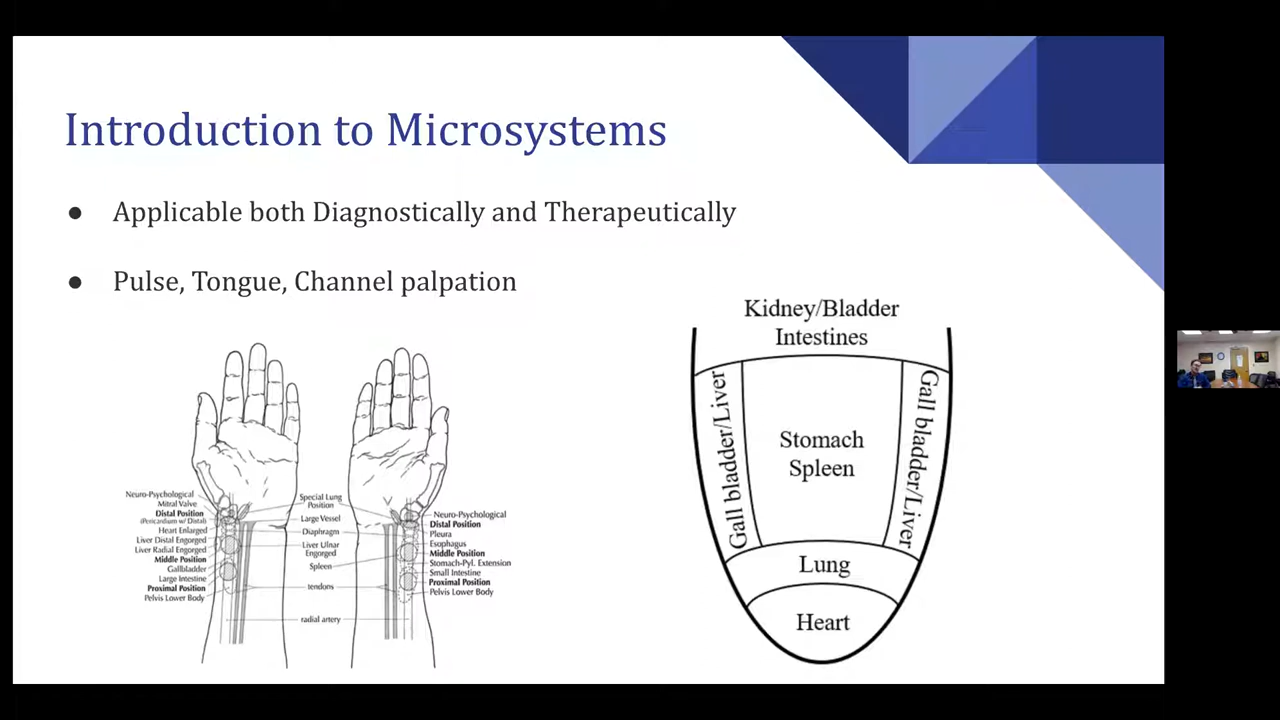 Introduction to Microsystems
● Applicable both Diagnostically and Therapeutically
● Pulse, Tongue, Channel palpation
Neuro-Psychological
Mitral Valve
Distal Position
(Pericardium w/ Distal)
Heart Enlarged
Liver Distal Engorged
Liver Radial Engorged
Middle Position
Gallbladder
Large Intestine
Proximal Position
Pelvis Lower Body
Special Lung
Position
Large Vessel
Diaphragm
Liver Ulnar
Engorged
Spleen
tendons
radial artery
Neuro-Psychological
Distal Position
Pleura
Esophagus
Middle Position
Stomach-Pyl. Extension
Small Intestine
Proximal Position
Pelvis Lower Body
Kidney/Bladder
Intestines
Gall bladder/Liver
Stomach
Spleen
Gall bladder/Liver
Lung
Heart